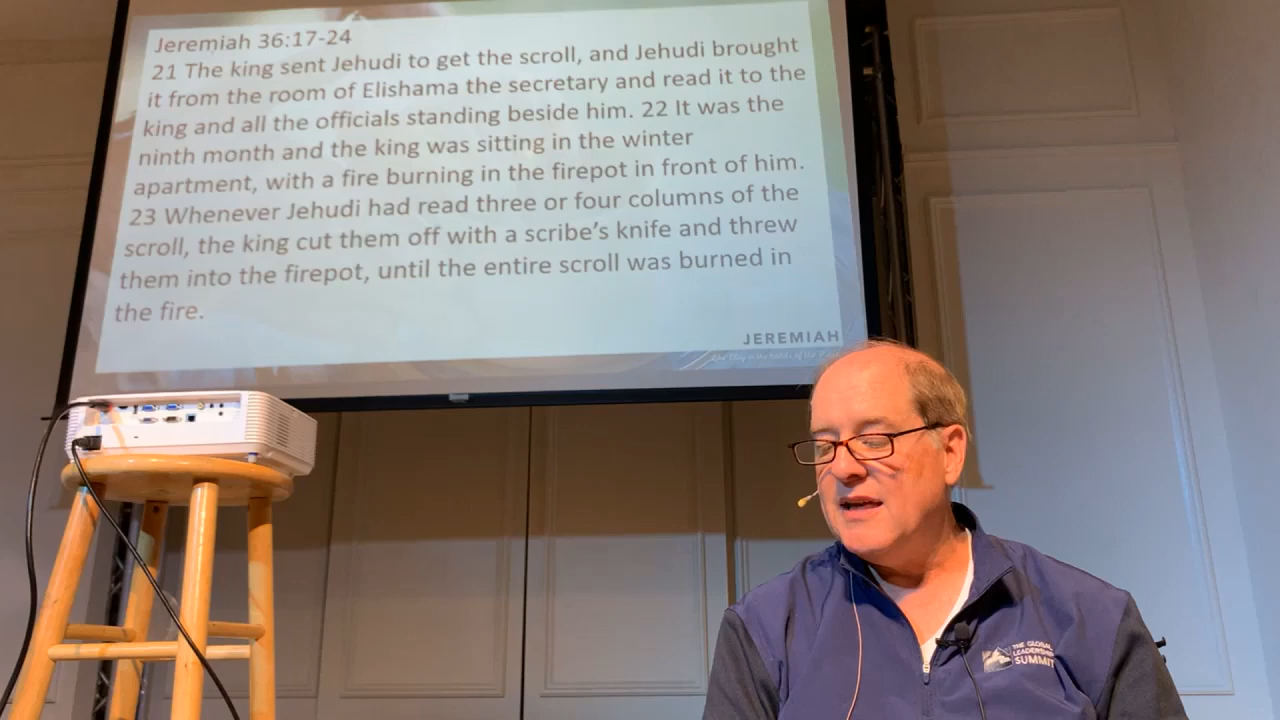 Jeremiah 36:17-24
21 The king sent Jehudi to get the scroll, and Jehudi brought
it from the room of Elishama the secretary and read it to the
king and all the officials standing beside him. 22 It was the
ninth month and the king was sitting in the winter
apartment, with a fire burning in the firepot in front of him.
23 Whenever Jehudi had read three or four columns of the
scroll, the king cut them off with a scribe’s knife and threw
them into the firepot, until the entire scroll was burned in
the fire.
JEREMIAH
THE GLOBAL
LEADERSHIP
SUMMIT